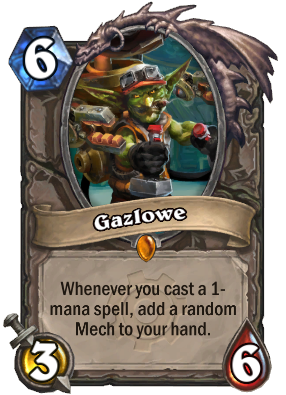 6
Gazlowe
Whenever you cast a 1-
mana spell, add a random
Mech to your hand.
3
6